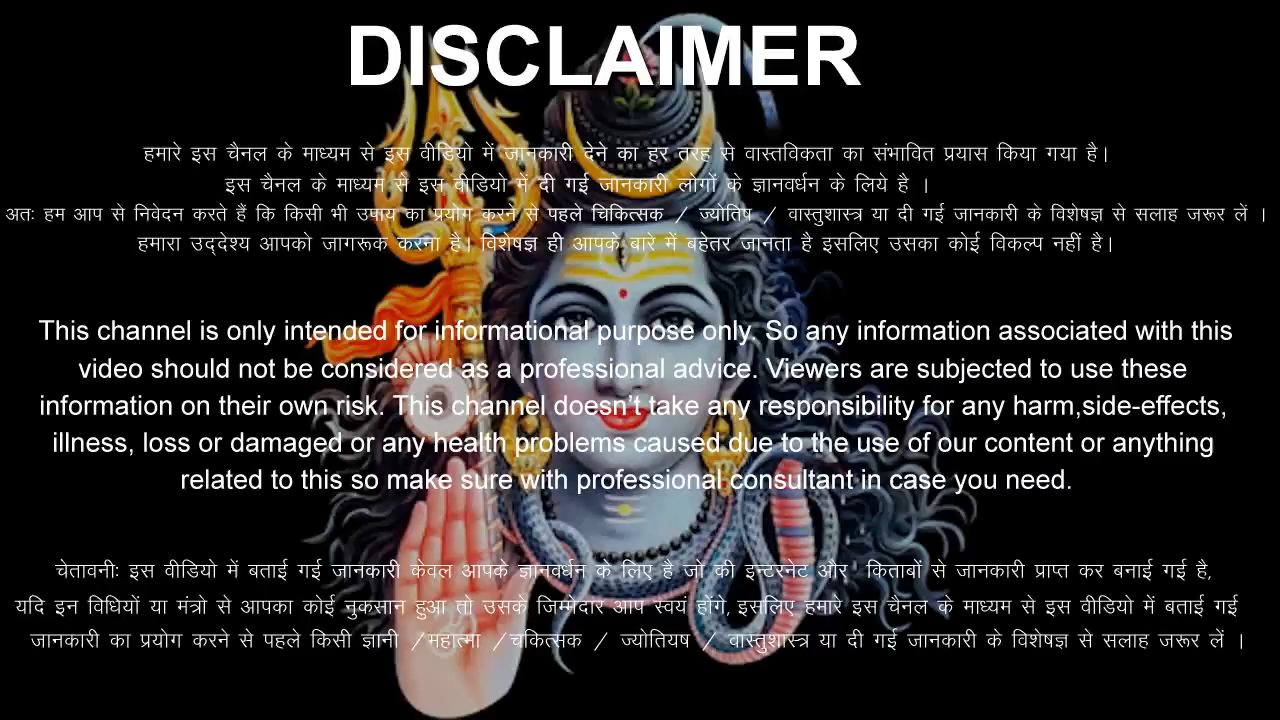 DISCLAIMER
हमारे इस चैनल के माध्यम से इस वीडियो में जानकारी देने का हर तरह से वास्तविकता का संभावित प्रयास किया गया है।
इस चैनल के माध्यम से इस वीडियो में दी गई जानकारी लोगों के ज्ञानवर्धन के लिये है ।
अतः हम आप से निवेदन करते हैं कि किसी भी उपाय का प्रयोग करने से पहले चिकित्सक / ज्योतिष / वास्तुशास्त्र या दी गई जानकारी के विशेषज्ञ से सलाह जरूर लें ।
हमारा उद्देश्य आपको जागरूक करना है। विशेषज्ञ ही आपके बारे में बहेतर जानता है इसलिए उसका कोई विकल्प नहीं है।
This channel is only intended for informational purpose only. So any information associated with this
video should not be considered as a professional advice. Viewers are subjected to use these
information on their own risk. This channel doesn't take any responsibility for any harm,side-effects,
illness, loss or damaged or any health problems caused due to the use of our content or anything
related to this so make sure with professional consultant in case you need.
चेतावनीः इस वीडियो में बताई गई जानकारी केवल आपके ज्ञानवर्धन के लिए है जो की इन्टरनेट और किताबों से जानकारी प्राप्त कर बनाई गई है,
यदि इन विधियों या मंत्रो से आपका कोई नुकसान हुआ तो उसके जिम्मेदार आप स्वयं होंगे, इसलिए हमारे इस चैनल के माध्यम से इस वीडियो में बताई गई
जानकारी का प्रयोग करने से पहले किसी ज्ञानी /महात्मा /चकित्सक / ज्योतियष / वास्तुशास्त्र या दी गई जानकारी के विशेषज्ञ से सलाह जरूर लें ।